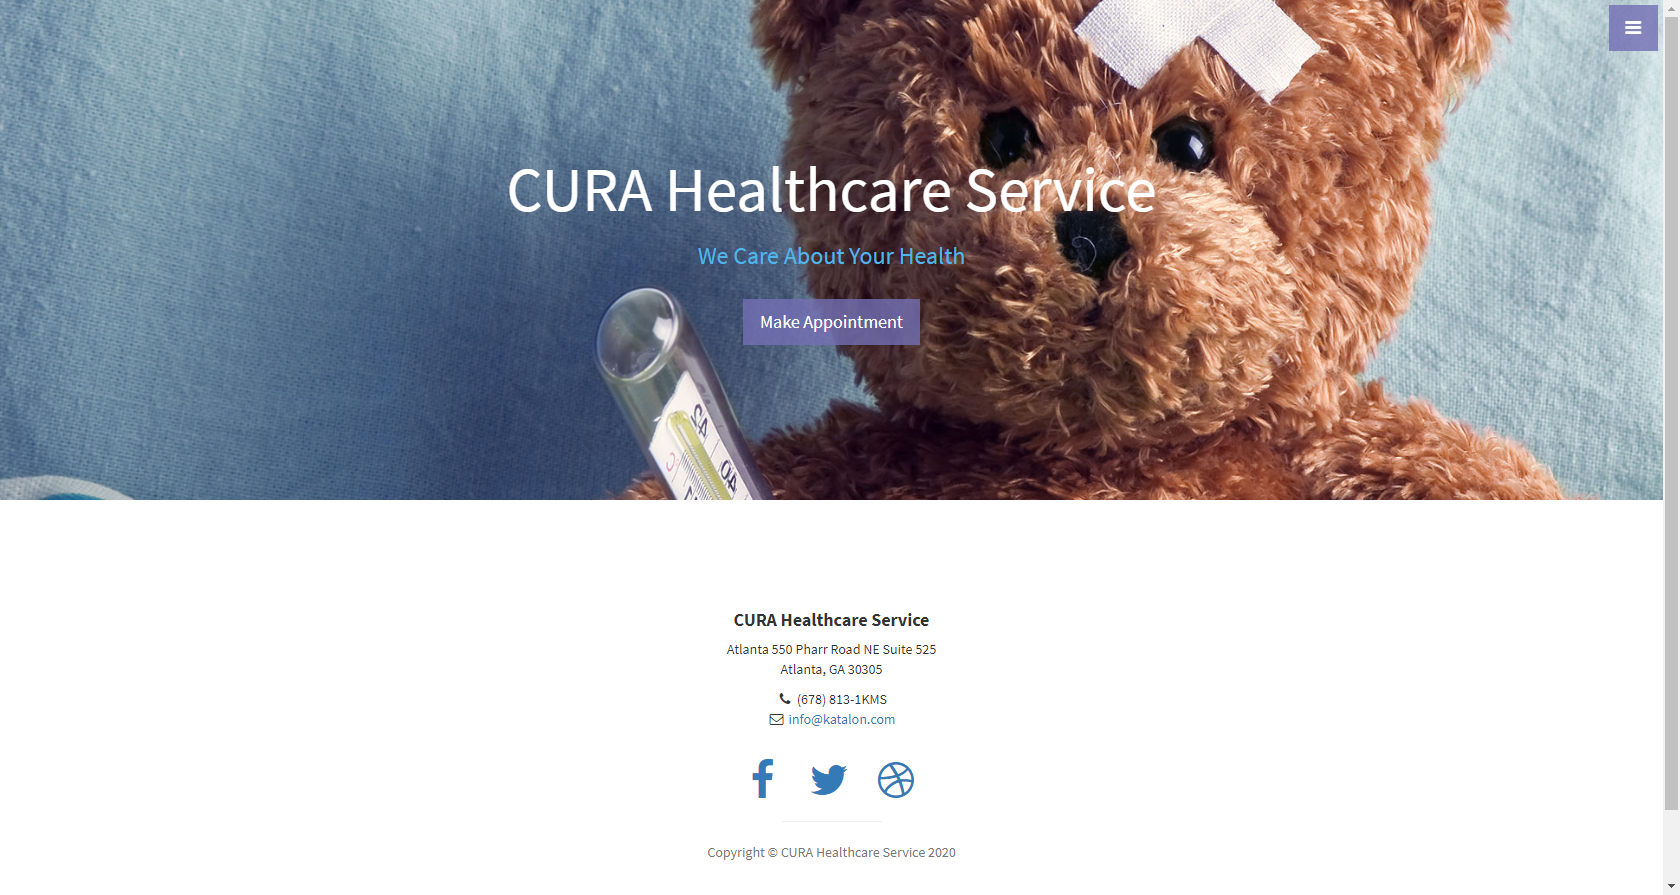 CURA Healthcare Service
We Care About Your Health
Make Appointment
CURA Healthcare Service
Atlanta 550 Pharr Road NE Suite 525
Atlanta, GA 30305
(678) 813-1KMS
info@katalon.com
Copyright © CURA Healthcare Service 2020